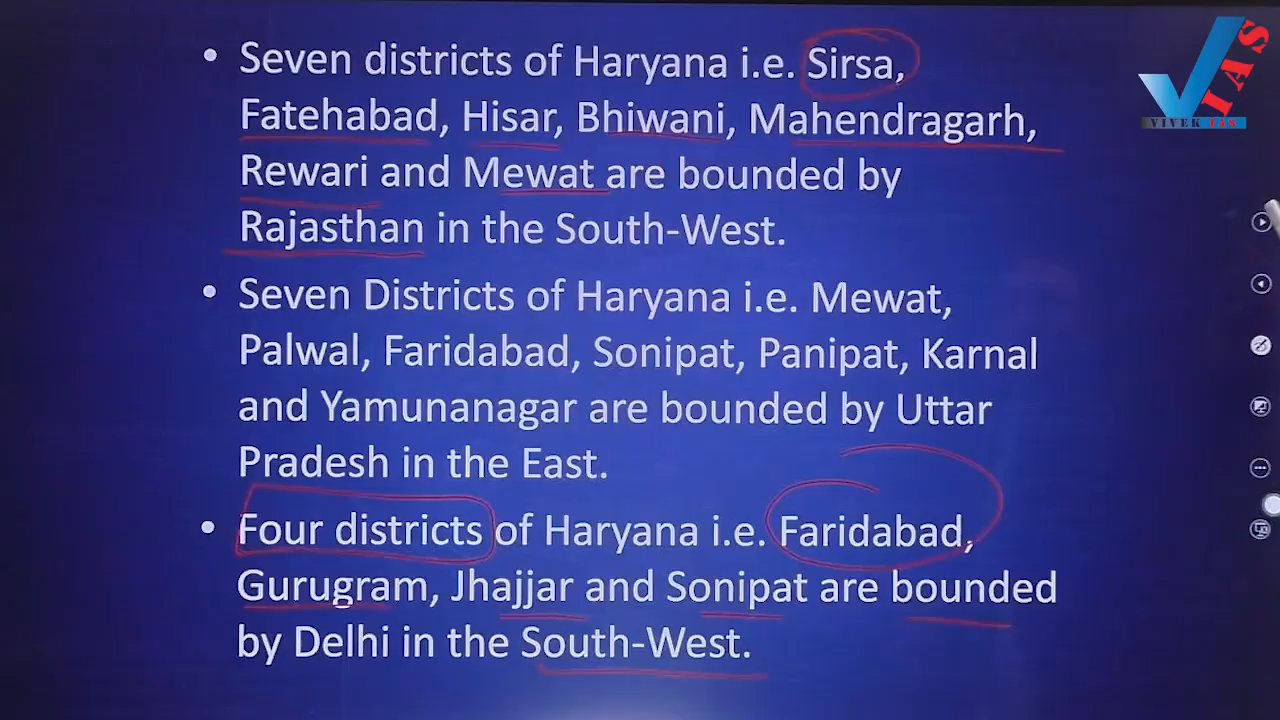 • Seven districts of Haryana i.e. Sirsa,
Fatehabad, Hisar, Bhiwani, Mahendragarh,
Rewari and Mewat are bounded by
Rajasthan in the South-West.
• Seven Districts of Haryana i.e. Mewat,
Palwal, Faridabad, Sonipat, Panipat, Karnal
and Yamunanagar are bounded by Uttar
Pradesh in the East.
• Four districts of Haryana i.e. Faridabad,
Gurugram, Jhajjar and Sonipat are bounded
by Delhi in the South-West.
IAS
VIVEK IAS